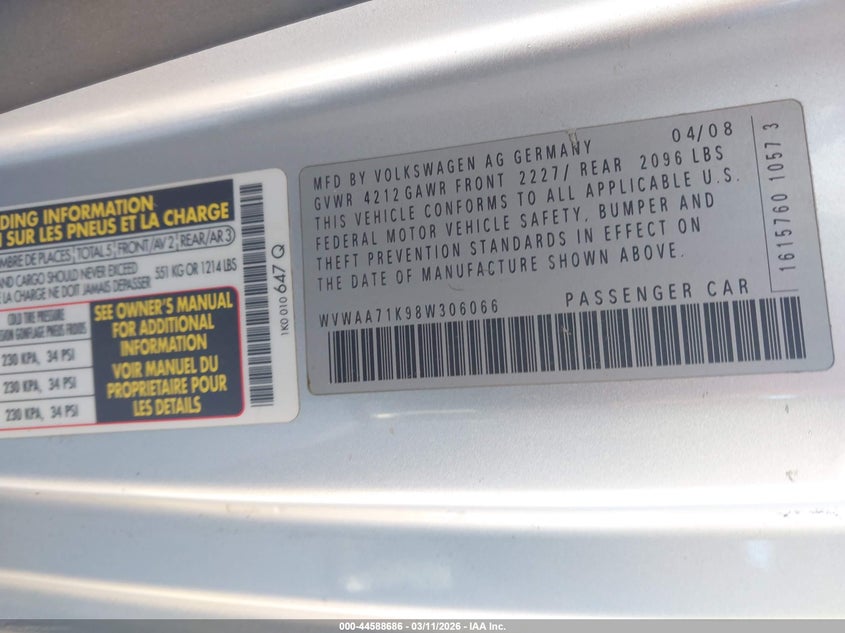 DING INFORMATION
N SUR LES PNEUS ET LA CHARGE
MBRE DE PLACES TOTAL 5 FRONT/AV 2 REAR/AR 3
AND CARGO SHOULD NEVER EXCEED 551 KG OR 1214 LBS
LA CHARGE NE DOIT JAMAIS DEPASSER
COLD TIRE PRESSURE
GONFLAGE PNEUS FROIDS
230 KPA, 34 PSI
230 KPA, 34 PSI
230 KPA, 34 PSI
SEE OWNER'S MANUAL
FOR ADDITIONAL
INFORMATION
VOIR MANUEL DU
PROPRIETAIRE POUR
LES DETAILS
1K0 010 647 Q
04/08
MFD BY VOLKSWAGEN AG GERMANY
GVWR 4212 GAWR FRONT 2227/ REAR 2096 LBS
THIS VEHICLE CONFORMS TO ALL APPLICABLE U.S.
FEDERAL MOTOR VEHICLE SAFETY, BUMPER AND
THEFT PREVENTION STANDARDS IN EFFECT ON
THE DATE OF MANUFACTURE SHOWN ABOVE.
WVWAA71K98W306066 PASSENGER CAR
1615760 1057 3
000-44588686 - 03/11/2026 - IAA Inc.